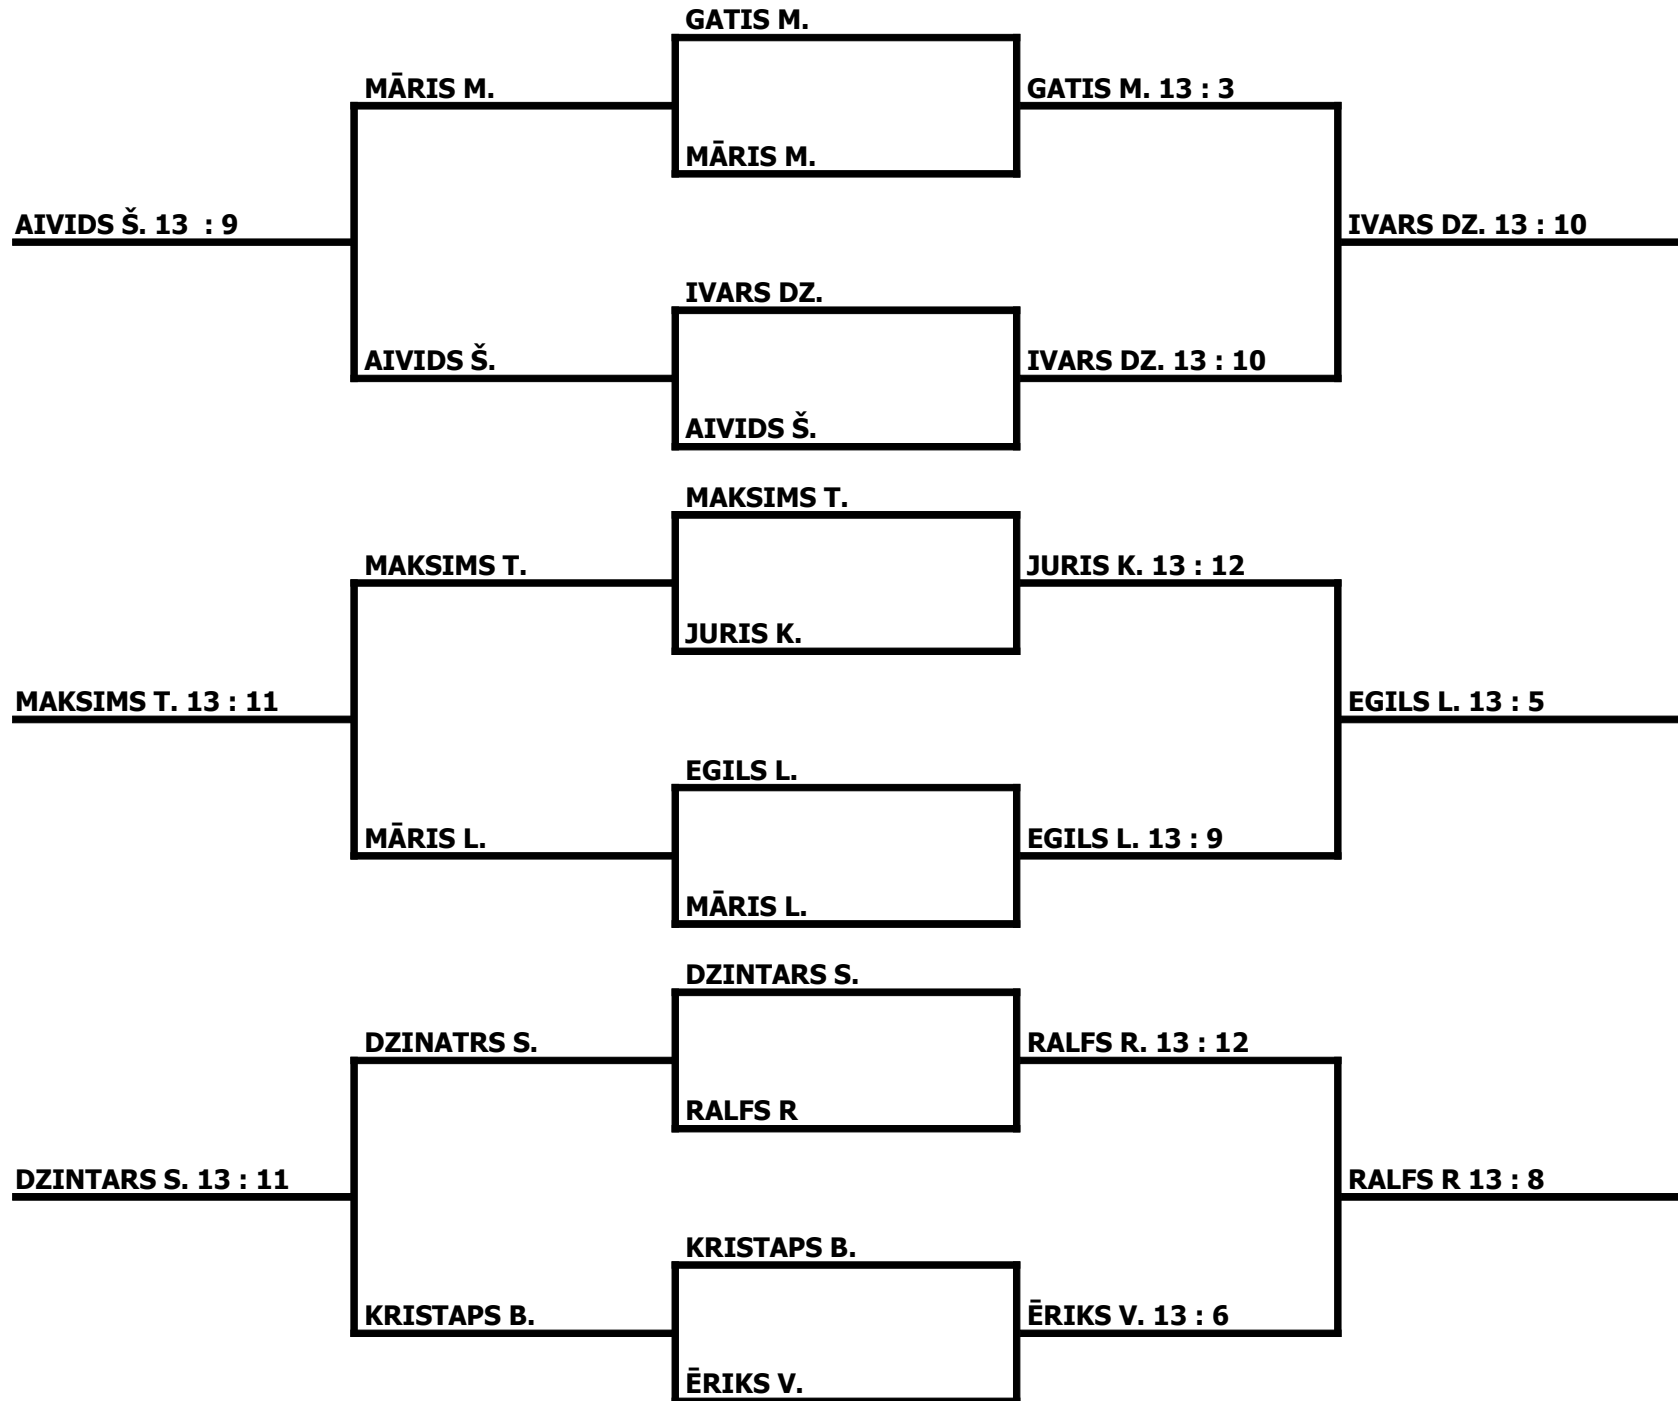 GATIS M.
MĀRIS M.
GATIS M. 13 : 3
MĀRIS M.
AIVIDS Š. 13  : 9
IVARS DZ. 13 : 10
IVARS DZ.
AIVIDS Š.
IVARS DZ. 13 : 10
AIVIDS Š.
MAKSIMS T.
MAKSIMS T.
JURIS K. 13 : 12
JURIS K.
MAKSIMS T. 13 : 11
EGILS L. 13 : 5
EGILS L.
MĀRIS L.
EGILS L. 13 : 9
MĀRIS L.
DZINTARS S.
DZINATRS S.
RALFS R. 13 : 12
RALFS R
DZINTARS S. 13 : 11
RALFS R 13 : 8
KRISTAPS B.
KRISTAPS B.
ĒRIKS V. 13 : 6
ĒRIKS V.